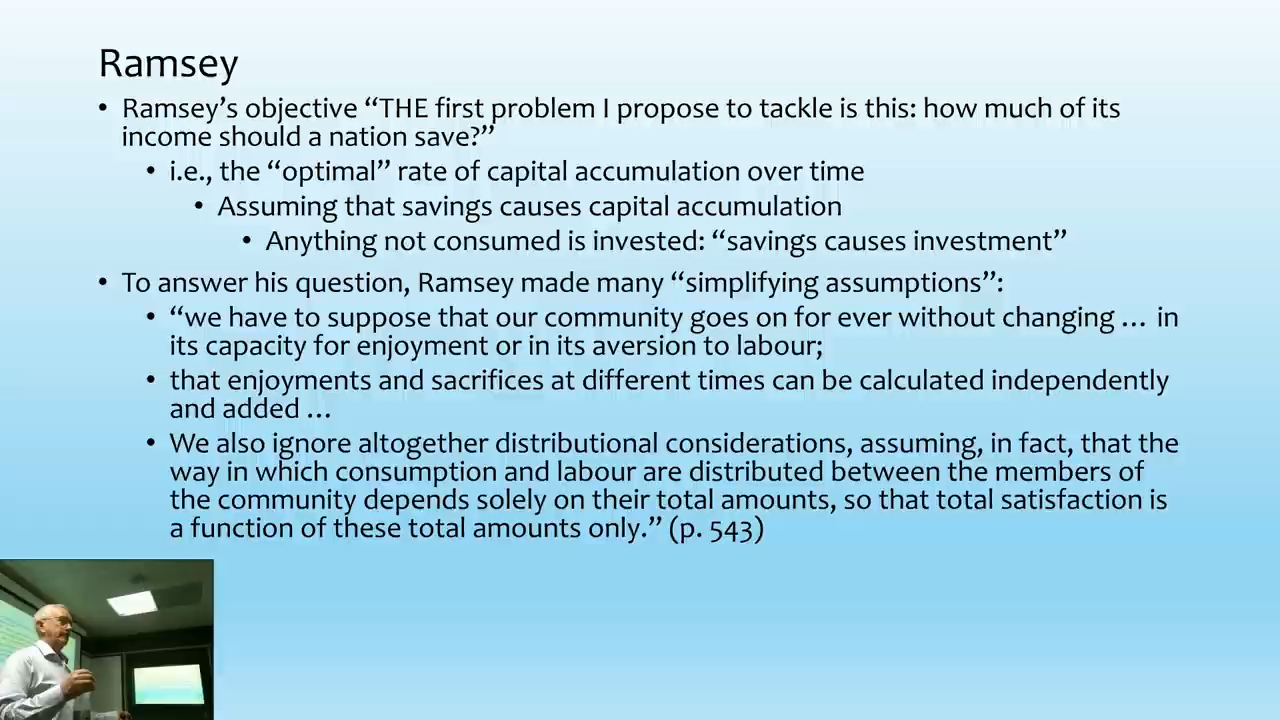 Ramsey
• Ramsey’s objective “THE first problem I propose to tackle is this: how much of its
income should a nation save?”
• i.e., the “optimal” rate of capital accumulation over time
• Assuming that savings causes capital accumulation
• Anything not consumed is invested: “savings causes investment”
• To answer his question, Ramsey made many “simplifying assumptions”:
• “we have to suppose that our community goes on for ever without changing … in
its capacity for enjoyment or in its aversion to labour;
• that enjoyments and sacrifices at different times can be calculated independently
and added …
• We also ignore altogether distributional considerations, assuming, in fact, that the
way in which consumption and labour are distributed between the members of
the community depends solely on their total amounts, so that total satisfaction is
a function of these total amounts only.” (p. 543)